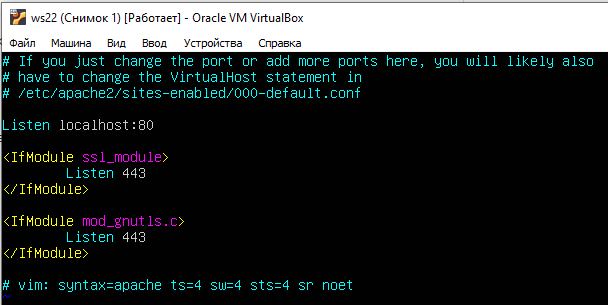 ws22 (Снимок 1) [Работает] - Oracle VM VirtualBox
Файл Машина Вид Ввод Устройства Справка
# If you just change the port or add more ports here, you will likely also
# have to change the VirtualHost statement in
# /etc/apache2/sites-enabled/000-default.conf
Listen localhost:80
<IfModule ssl_module>
Listen 443
</IfModule>
<IfModule mod_gnutls.c>
Listen 443
</IfModule>
# vim: syntax=apache ts=4 sw=4 sts=4 sr noet